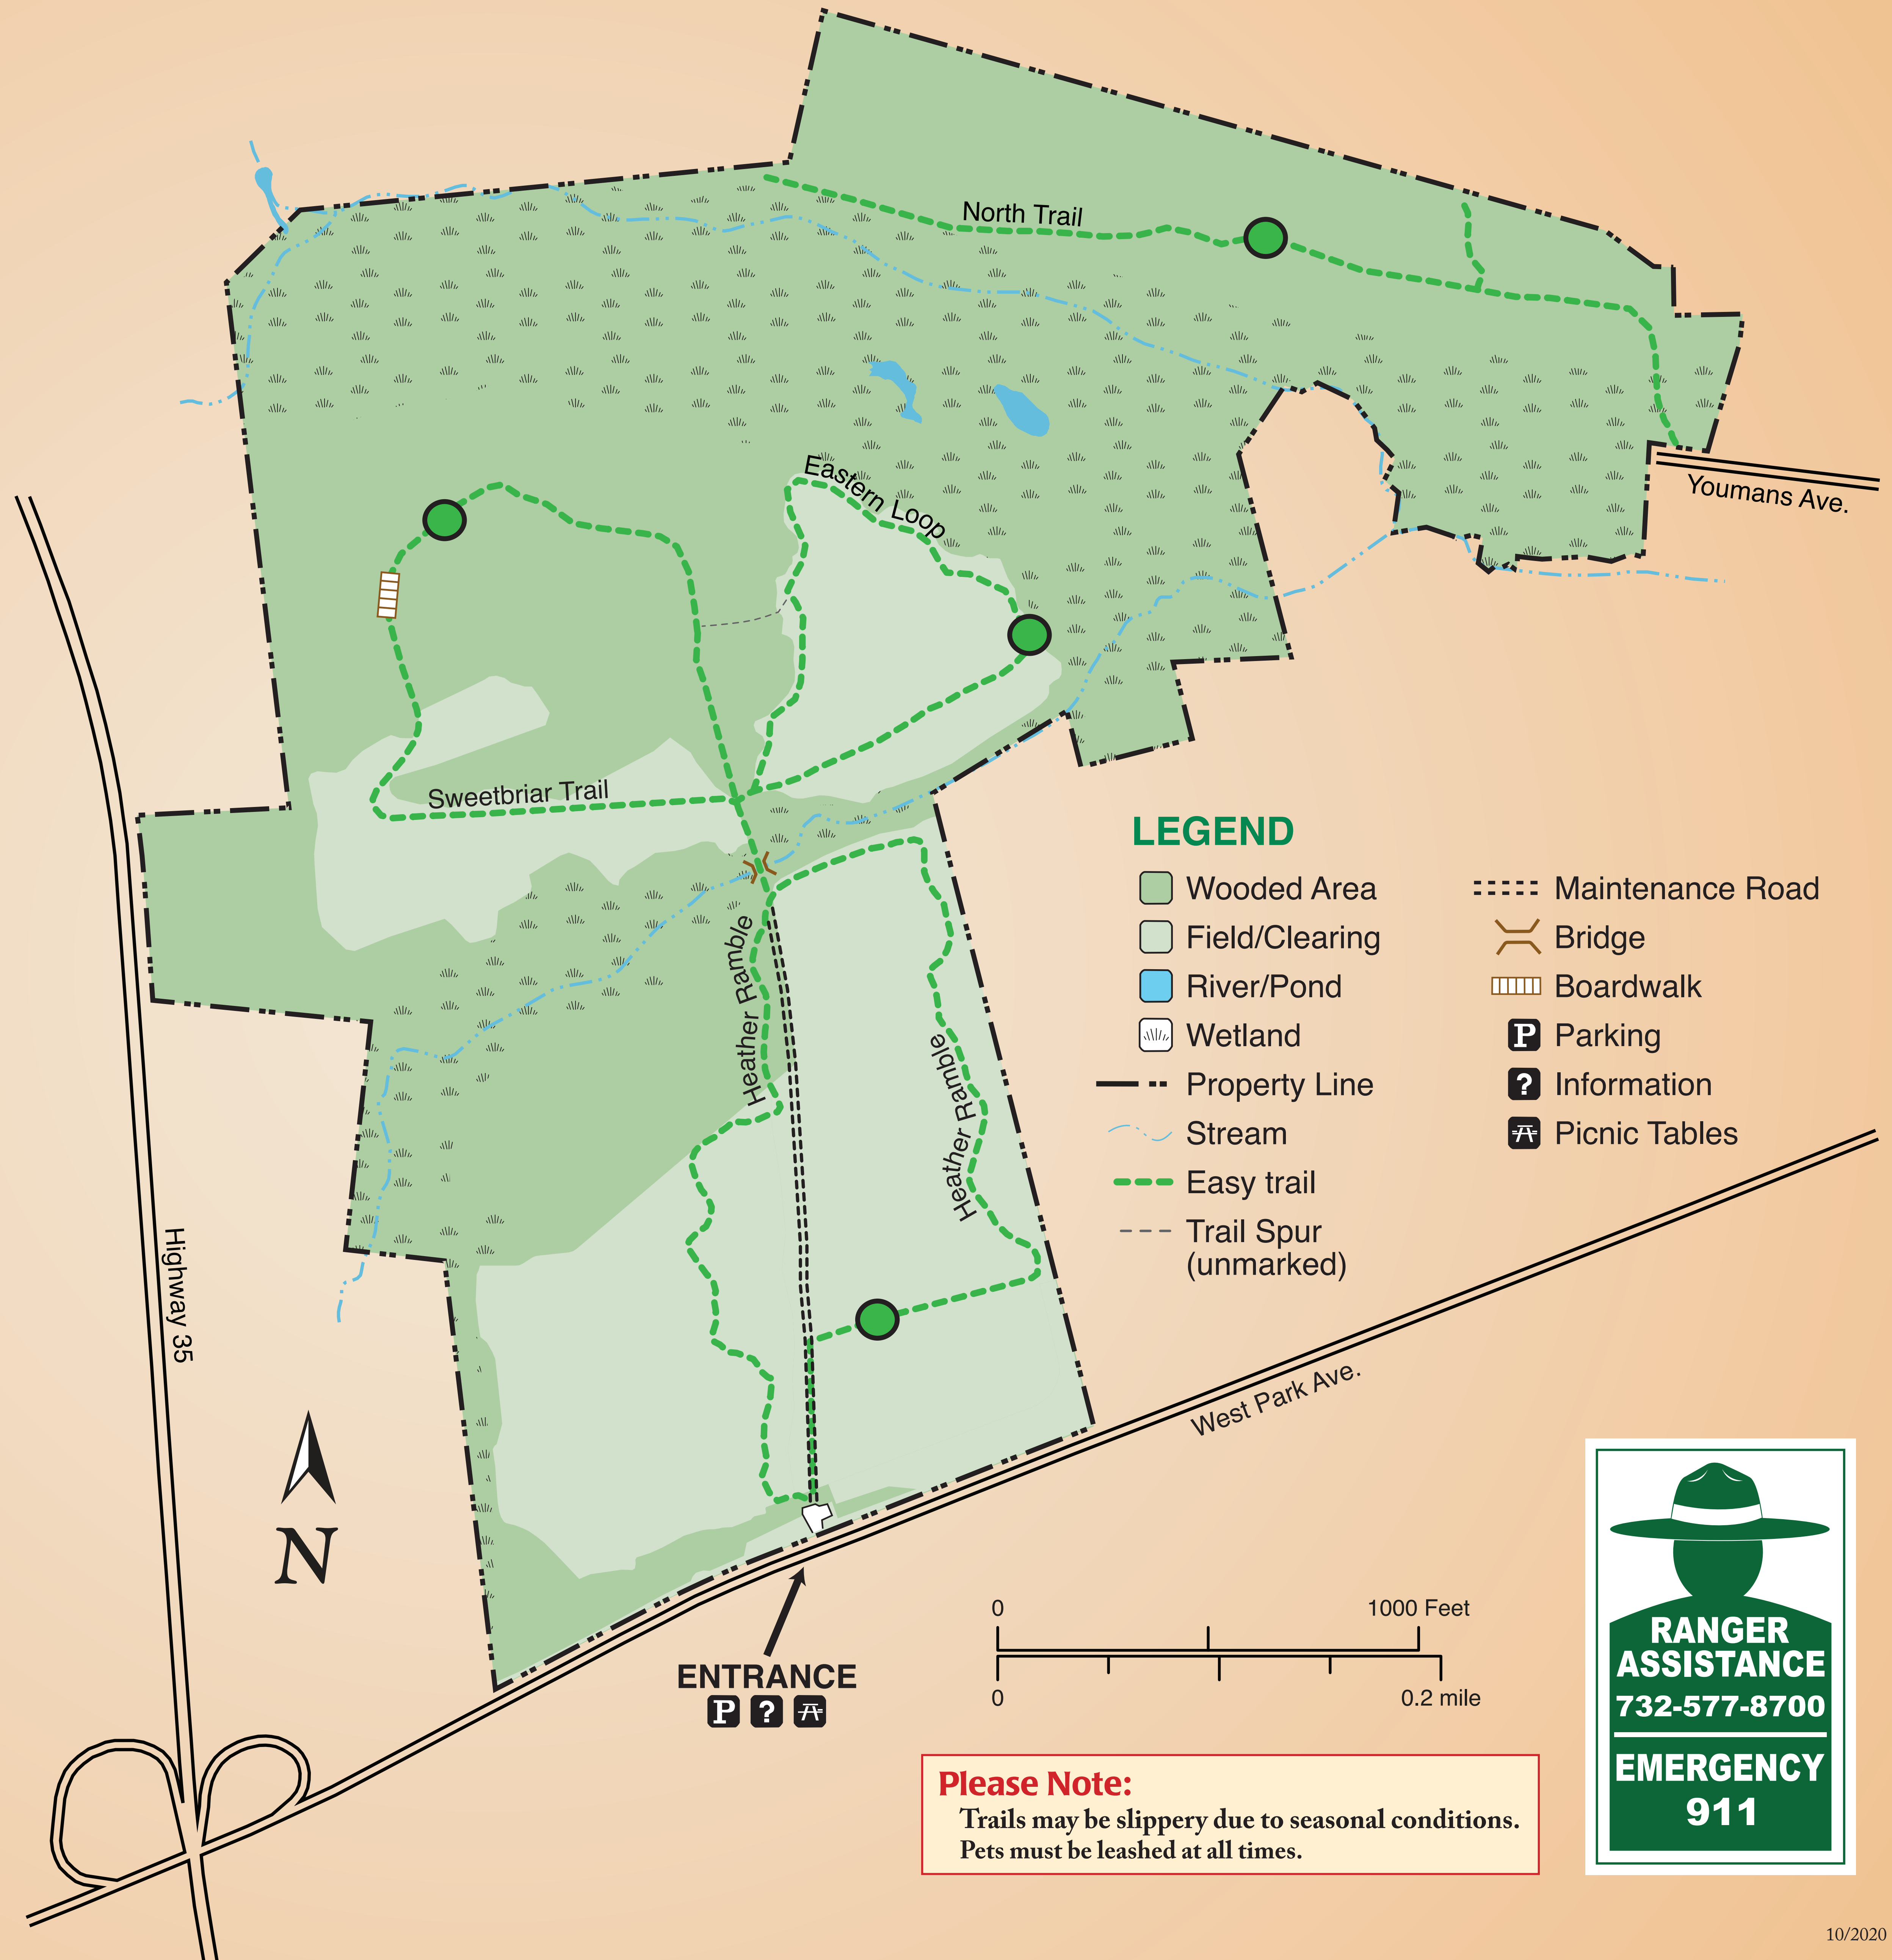 North Trail
Eastern Loop
Youmans Ave.
Sweetbriar Trail
Heather Ramble
Heather Ramble
LEGEND
Wooded Area
Field/Clearing
River/Pond
Wetland
Property Line
Stream
Easy trail
Trail Spur
(unmarked)
Maintenance Road
Bridge
Boardwalk
P Parking
? Information
Picnic Tables
Highway 35
West Park Ave.
N
ENTRANCE
P ?
0 1000 Feet
0 0.2 mile
Please Note:
Trails may be slippery due to seasonal conditions.
Pets must be leashed at all times.
RANGER
ASSISTANCE
732-577-8700
EMERGENCY
911
10/2020